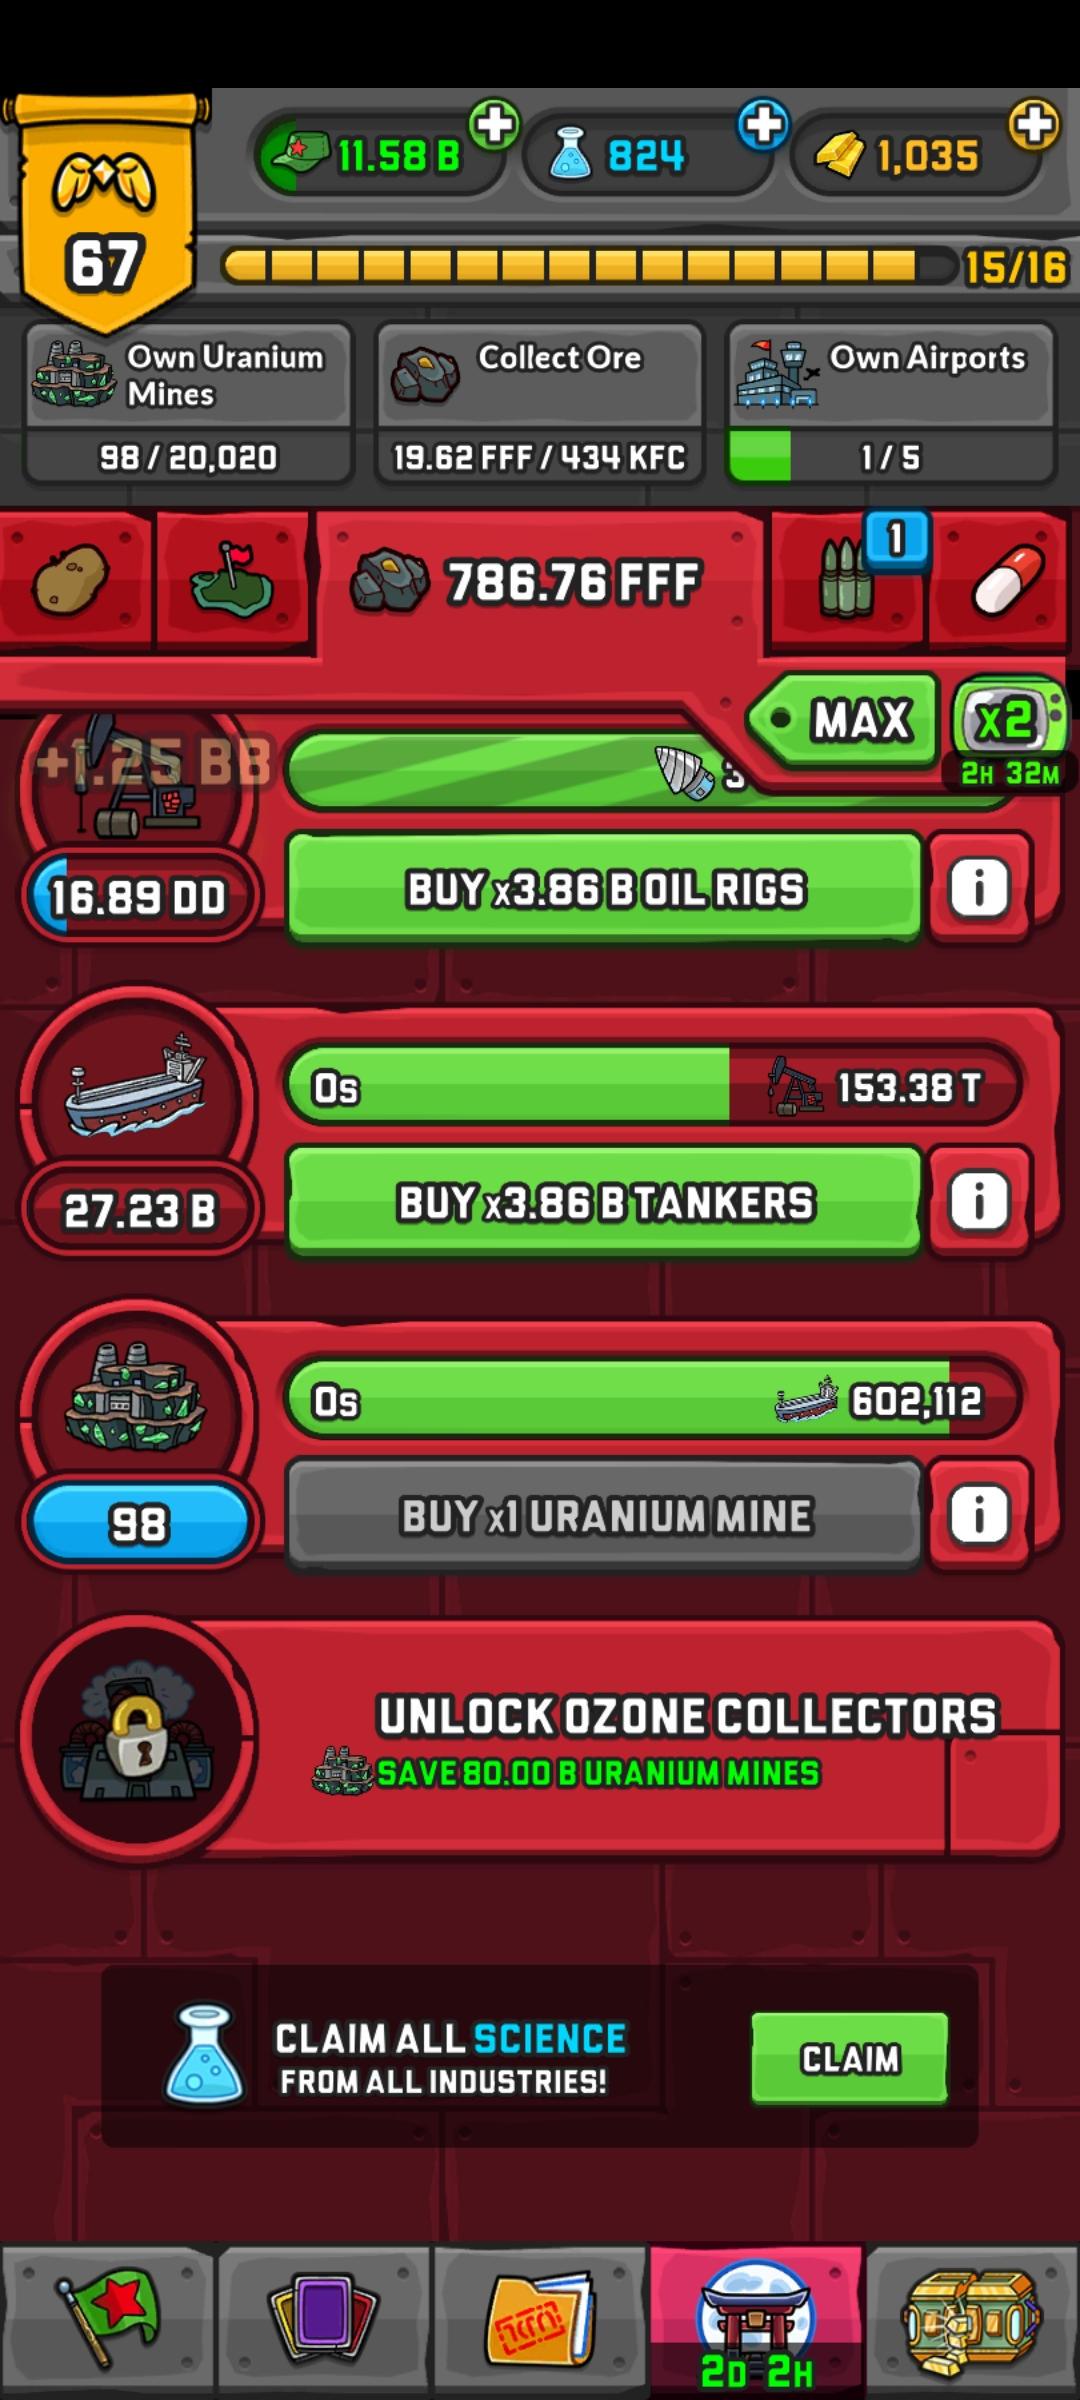 11.58 B
824
1,035
67
15/16
Own Uranium
Mines
98 / 20,020
Collect Ore
19.62 FFF / 434 KFC
Own Airports
1 / 5
786.76 FFF
1
MAX
x2
2H 32M
+1.25 BB
3
16.89 DD
BUY x3.86 B OIL RIGS
i
0s
153.38 T
27.23 B
BUY x3.86 B TANKERS
i
0s
602,112
98
BUY x1 URANIUM MINE
i
UNLOCK OZONE COLLECTORS
SAVE 80.00 B URANIUM MINES
CLAIM ALL SCIENCE
FROM ALL INDUSTRIES!
CLAIM
2D 2H